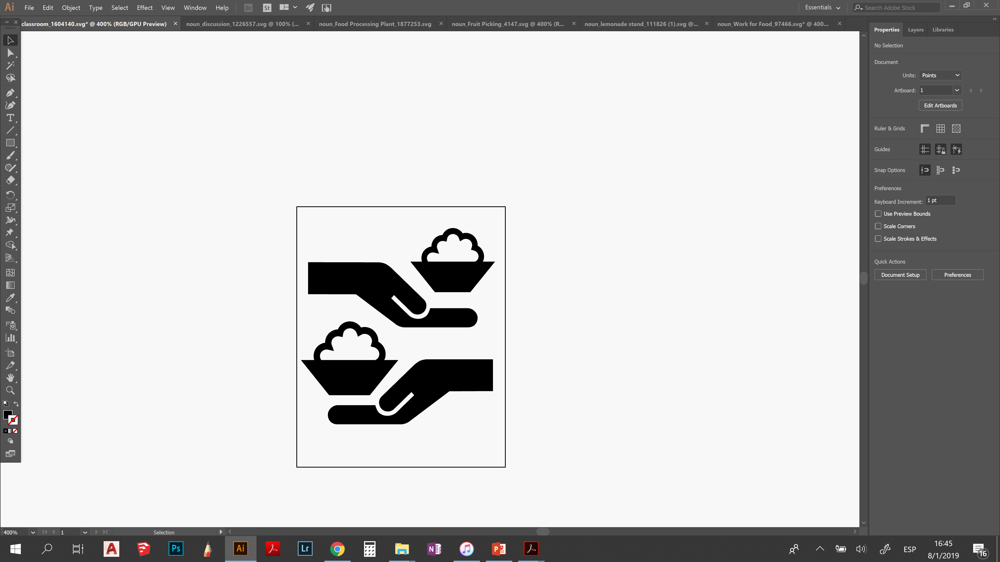 Ai File Edit Object Type Select Effect View Window Help Br St Essentials Search Adobe Stock
classroom_1604140.svg* @ 400% (RGB/GPU Preview) noun_discussion_1226557.svg @ 100% (... noun_Food Processing Plant_1877253.svg noun_Fruit Picking_4147.svg @ 400% (R... noun_lemonade stand_111826 (1).svg @... noun_Work for Food_97466.svg* @ 400...
Properties Layers Libraries
No Selection
Document
Units: Points
Artboard: 1
Edit Artboards
Ruler & Grids
Guides
Snap Options
Preferences
Keyboard Increment: 1 pt
Use Preview Bounds
Scale Corners
Scale Strokes & Effects
Quick Actions
Document Setup Preferences
400% 1 Selection
Ps Ai Lr N P ESP 16:45
8/1/2019 16